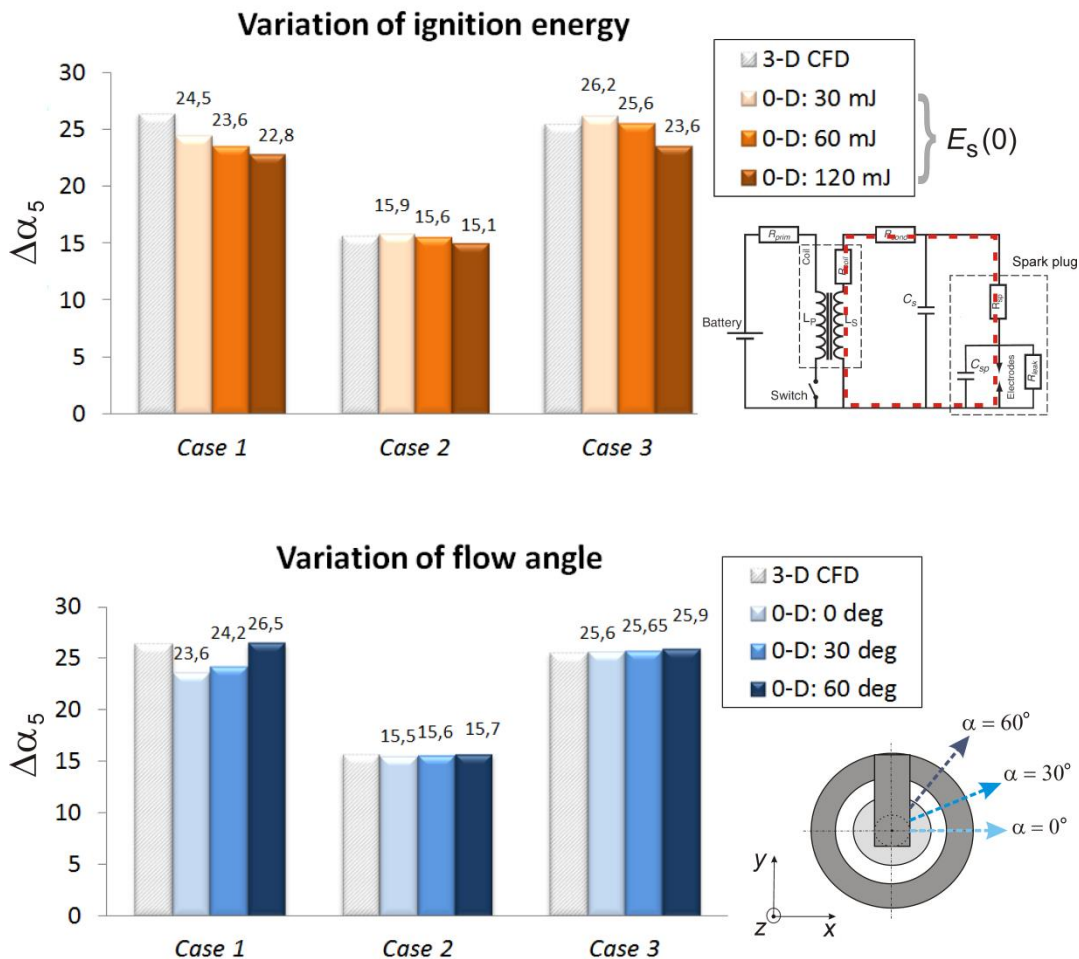 Variation of ignition energy
3-D CFD
0-D: 30 mJ
0-D: 60 mJ
0-D: 120 mJ
Es(0)
Δα5
30
25
20
15
10
5
0
24,5
23,6
22,8
15,9
15,6
15,1
26,2
25,6
23,6
Case 1
Case 2
Case 3
Rprim
Coil
Battery
LP
LS
Switch
Cs
Spark plug
Rsp
Csp
Electrodes
Rleak
Variation of flow angle
3-D CFD
0-D: 0 deg
0-D: 30 deg
0-D: 60 deg
Δα5
30
25
20
15
10
5
0
23,6
24,2
26,5
15,5
15,6
15,7
25,6
25,65
25,9
Case 1
Case 2
Case 3
α = 60°
α = 30°
α = 0°
y
z
x